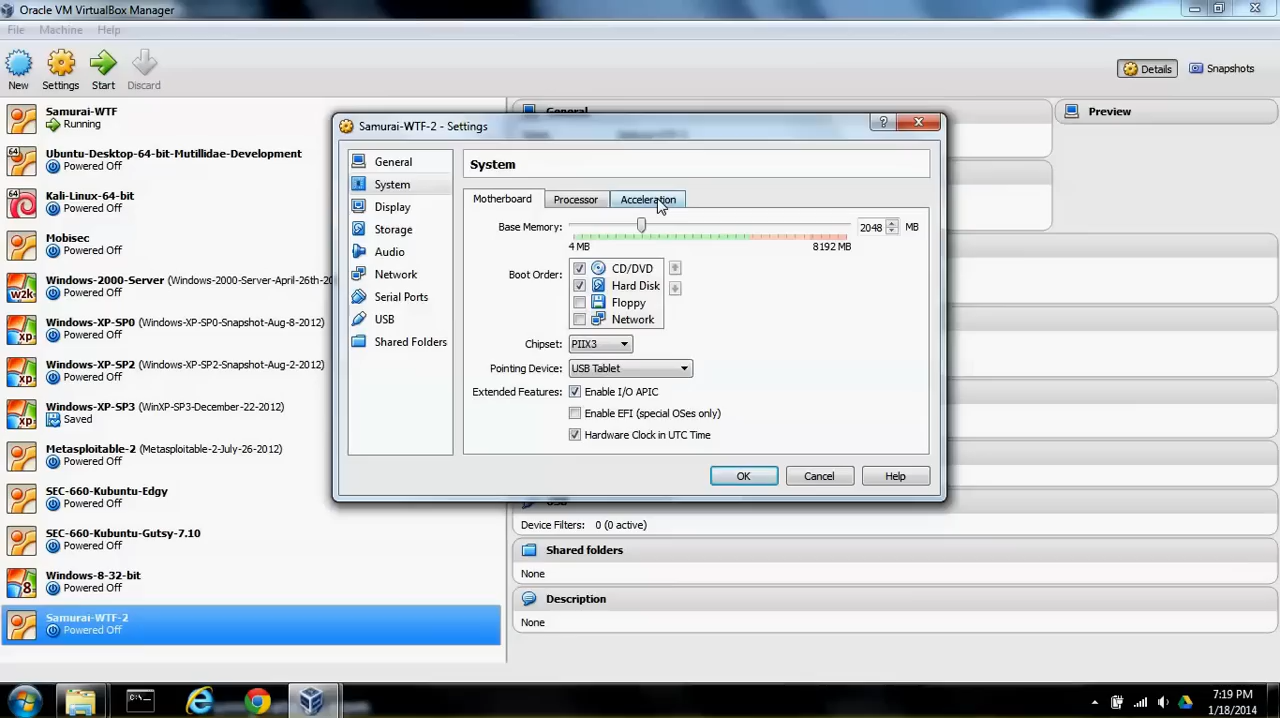 Oracle VM VirtualBox Manager
File Machine Help
New Settings Start Discard
Details Snapshots
Samurai-WTF
Running
Ubuntu-Desktop-64-bit-Mutillidae-Development
Powered Off
64
Kali-Linux-64-bit
Powered Off
64
Mobisec
Powered Off
Windows-2000-Server (Windows-2000-Server-April-26th-20
Powered Off
w2k
Windows-XP-SP0 (Windows-XP-SP0-Snapshot-Aug-8-2012)
Powered Off
xp
Windows-XP-SP2 (Windows-XP-SP2-Snapshot-Aug-2-2012)
Powered Off
xp
Windows-XP-SP3 (WinXP-SP3-December-22-2012)
Saved
xp
Metasploitable-2 (Metasploitable-2-July-26-2012)
Powered Off
SEC-660-Kubuntu-Edgy
Powered Off
SEC-660-Kubuntu-Gutsy-7.10
Powered Off
Windows-8-32-bit
Powered Off
8
Samurai-WTF-2
Powered Off
General
Preview
Samurai-WTF-2 - Settings
?
General
System
Display
Storage
Audio
Network
Serial Ports
USB
Shared Folders
System
Motherboard Processor Acceleration
Base Memory: 2048 MB
4 MB 8192 MB
Boot Order: CD/DVD
Hard Disk
Floppy
Network
Chipset: PIIX3
Pointing Device: USB Tablet
Extended Features: Enable I/O APIC
Enable EFI (special OSes only)
Hardware Clock in UTC Time
OK Cancel Help
Device Filters: 0 (0 active)
Shared folders
None
Description
None
7:19 PM
1/18/2014